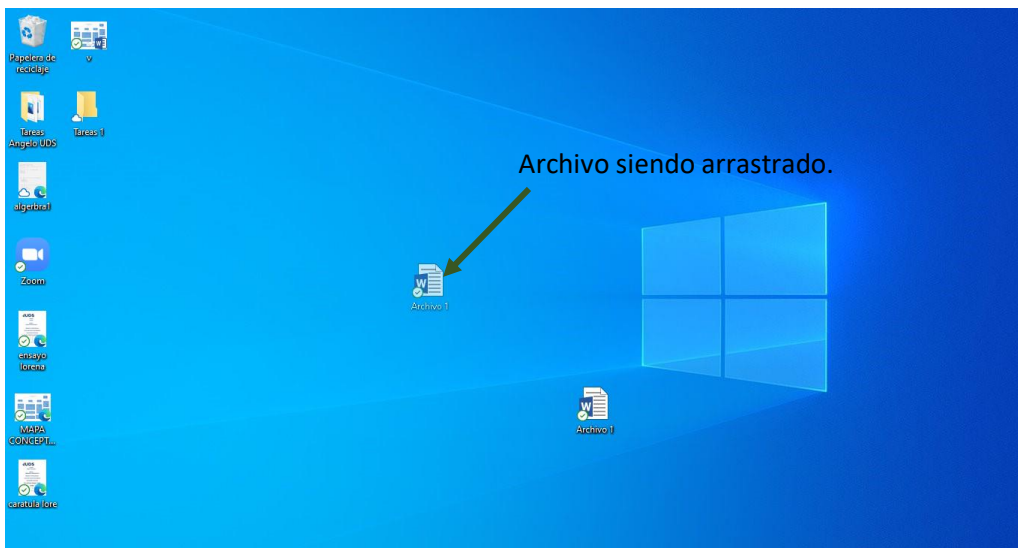 Papelera de
reciclaje
v
Tareas
Angelo UDS
Tareas 1
algerbra1
Zoom
ensayo
lorena
MAPA
CONCEPT...
caratula lore
Archivo siendo arrastrado.
Archivo 1
Archivo 1